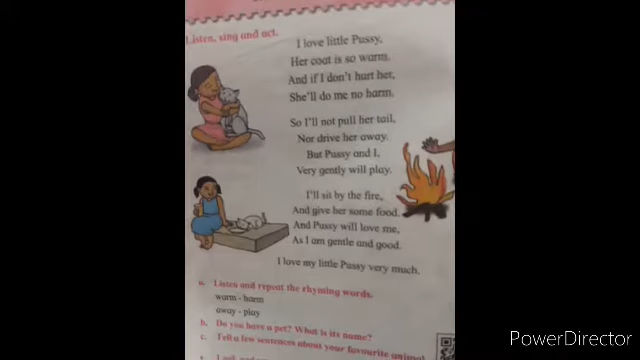 Listen, sing and act.
I love little Pussy,
Her coat is so warm.
And if I don't hurt her,
She'll do me no harm.
So I'll not pull her tail,
Nor drive her away.
But Pussy and I,
Very gently will play.
I'll sit by the fire,
And give her some food.
And Pussy will love me,
As I am gentle and good.
I love my little Pussy very much.
a. Listen and repeat the rhyming words.
warm - harm
away - play
b. Do you have a pet? What is its name?
c. Tell a few sentences about your favourite animal
PowerDirector